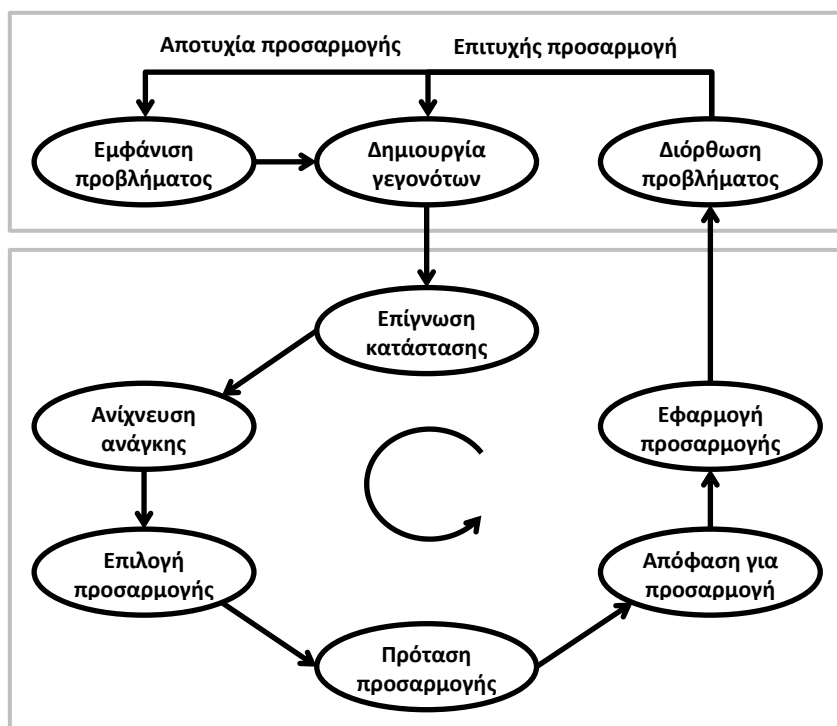 Αποτυχία προσαρμογής
Επιτυχής προσαρμογή
Εμφάνιση
προβλήματος
Δημιουργία
γεγονότων
Διόρθωση
προβλήματος
Επίγνωση
κατάστασης
Ανίχνευση
ανάγκης
Εφαρμογή
προσαρμογής
Επιλογή
προσαρμογής
Απόφαση για
προσαρμογή
Πρόταση
προσαρμογής